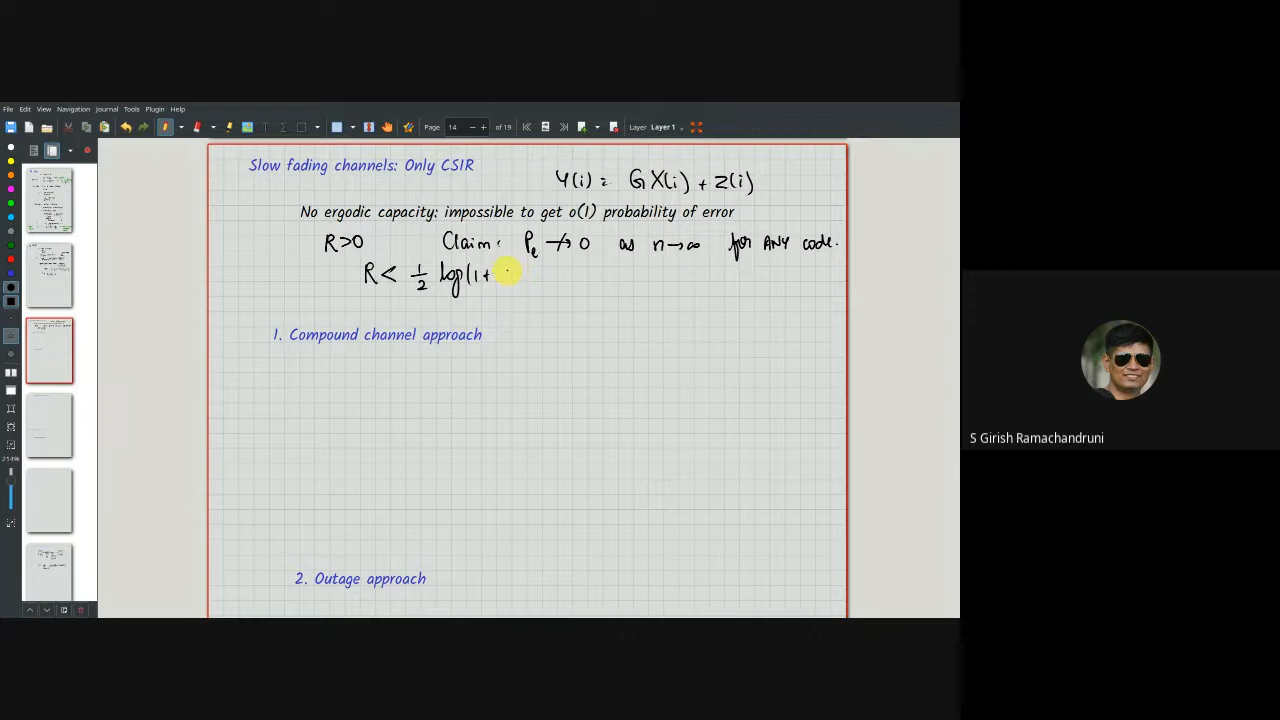 File Edit View Navigation Journal Tools Plugin Help
Page 14 of 19 Layer Layer 1
214%
Slow fading channels: Only CSIR
Y(i) = G X(i) + Z(i)
No ergodic capacity: impossible to get o(1) probability of error
R>0 Claim: Pe ↛ 0 as n→∞ for ANY code.
R < 1/2 log(1+
1. Compound channel approach
2. Outage approach
S Girish Ramachandruni